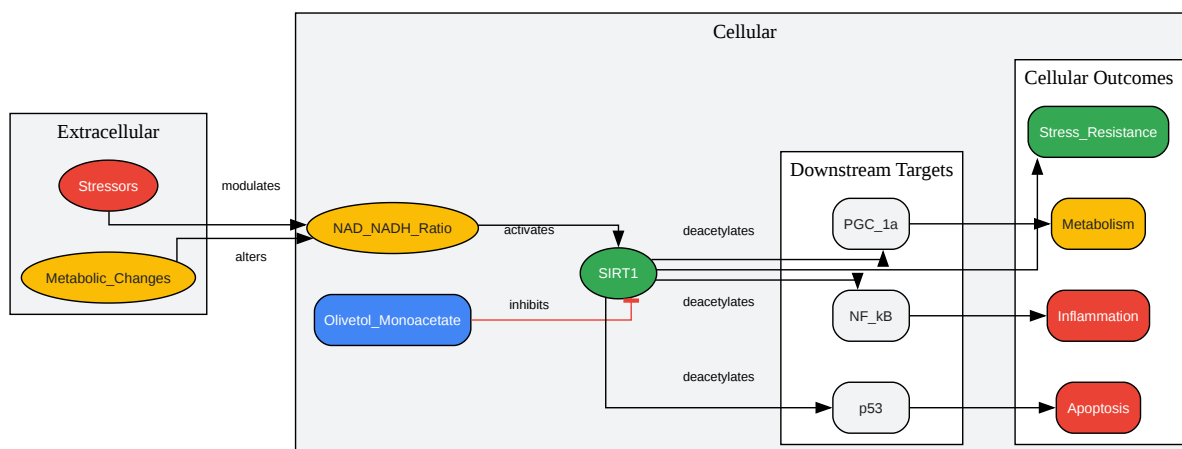 Cellular
Extracellular
Stressors
Metabolic_Changes
modulates
alters
NAD_NADH_Ratio
Olivetol_Monoacetate
activates
inhibits
SIRT1
deacetylates
deacetylates
deacetylates
Downstream Targets
PGC_1a
NF_kB
p53
Cellular Outcomes
Stress_Resistance
Metabolism
Inflammation
Apoptosis